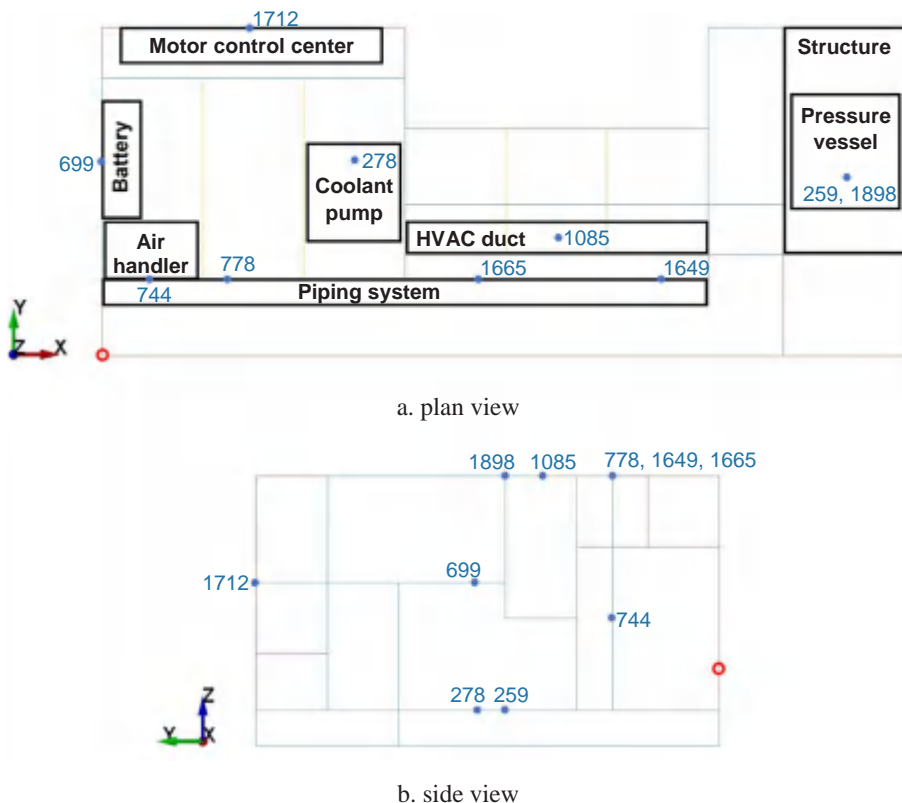 1712
Motor control center
Structure
Battery
699
278
Coolant
pump
Pressure
vessel
259, 1898
Air
handler
HVAC duct
1085
778
1665
1649
744
Piping system
Y
Z
X
a. plan view
1898
1085
778, 1649, 1665
1712
699
744
278
259
Z
Y
X
b. side view